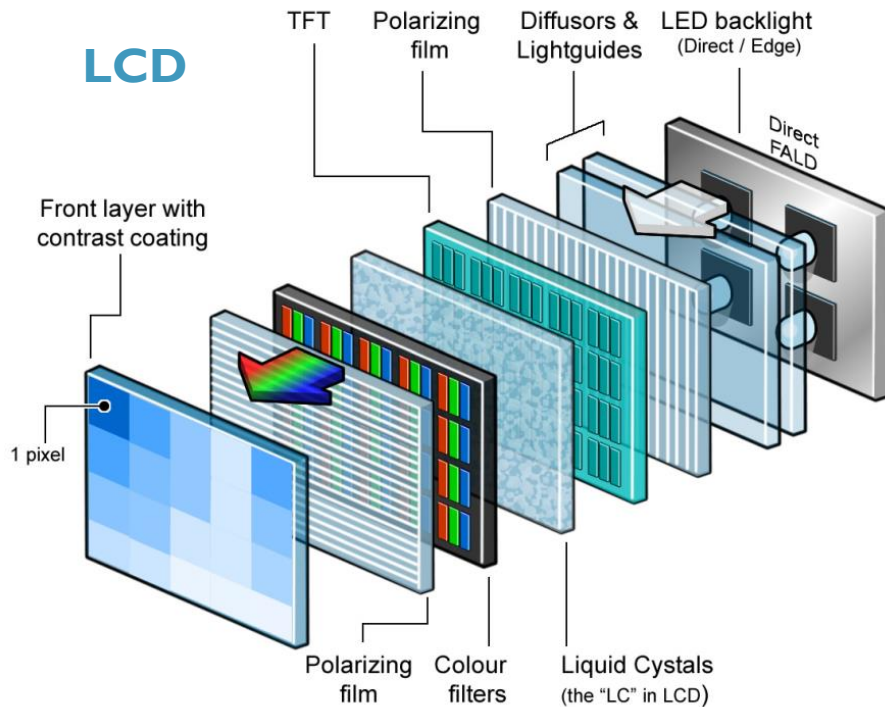 LCD
TFT
Polarizing
film
Diffusors &
Lightguides
LED backlight
(Direct / Edge)
Direct
FALD
Front layer with
contrast coating
1 pixel
Polarizing
film
Colour
filters
Liquid Cystals
(the “LC” in LCD)